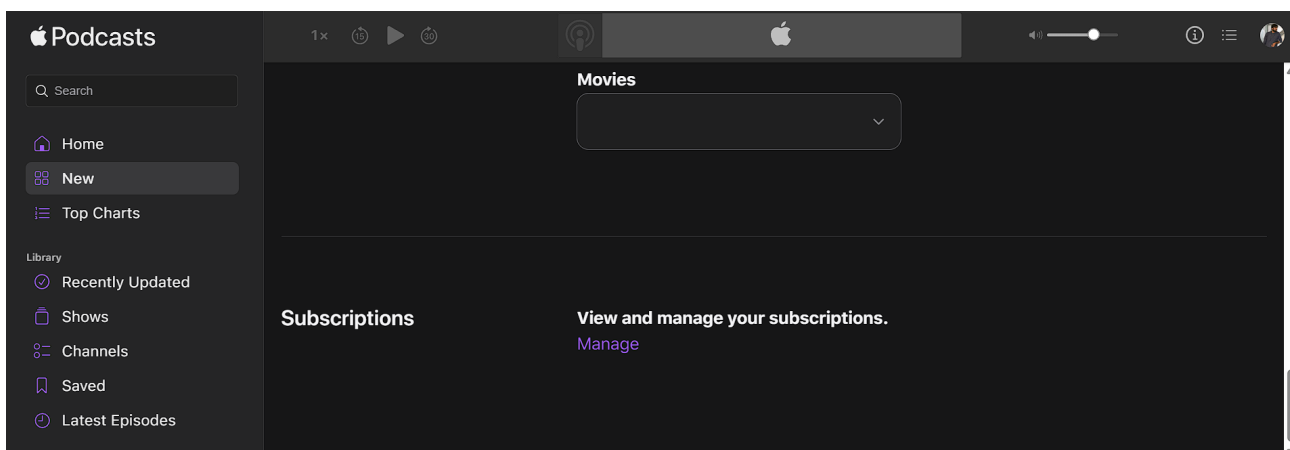 Podcasts
1×
15
30
Search
Home
New
Top Charts
Library
Recently Updated
Shows
Channels
Saved
Latest Episodes
Movies
Subscriptions
View and manage your subscriptions.
Manage